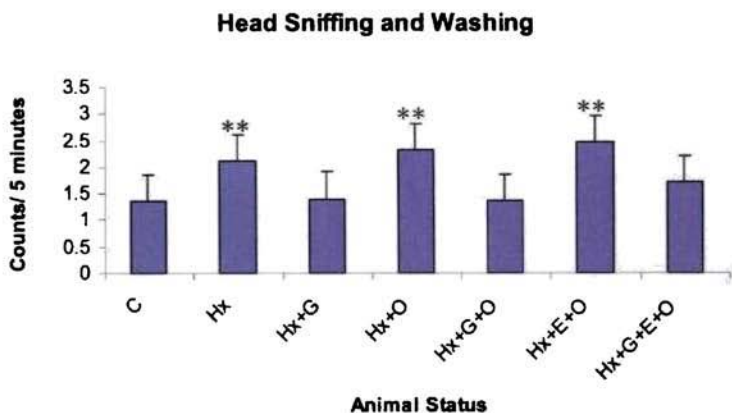 Head Sniffing and Washing
Counts/ 5 minutes
3.5
3
2.5
2
1.5
1
0.5
0
**
**
**
C
Hx
Hx+G
Hx+O
Hx+G+O
Hx+E+O
Hx+G+E+O
Animal Status